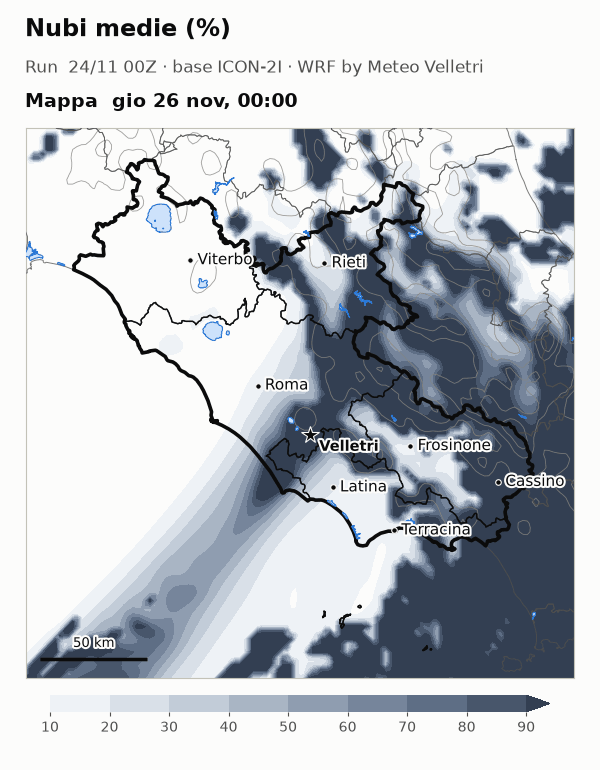 Nubi medie (%)
Run  24/11 00Z · base ICON-2I · WRF by Meteo Velletri
Mappa  gio 26 nov, 00:00
Viterbo
Rieti
Roma
Velletri
Frosinone
Latina
Cassino
Terracina
50 km
10 20 30 40 50 60 70 80 90